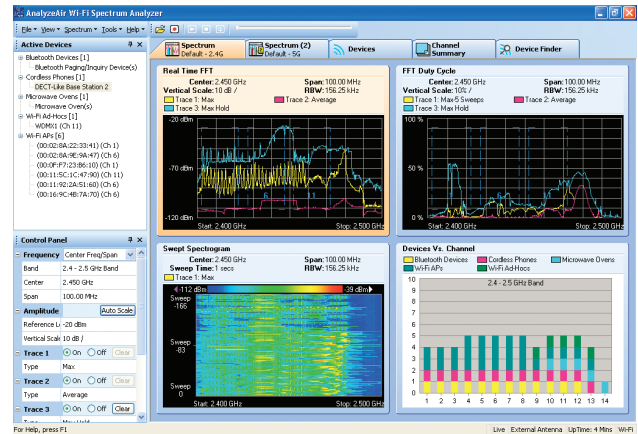 AnalyzeAir Wi-Fi Spectrum Analyzer
File View Spectrum Tools Help
Active Devices
Bluetooth Devices [1]
Bluetooth Paging/Inquiry Device(s)
Cordless Phones [1]
DECT-Like Base Station 2
Microwave Ovens [1]
Microwave Oven(s)
Wi-Fi Ad-Hocs [1]
WDMX1 (Ch 11)
Wi-Fi APs [6]
(00:02:8A:22:33:41) (Ch 1)
(00:02:8A:9E:9A:47) (Ch 6)
(00:0F:F7:23:B6:10) (Ch 1)
(00:11:5C:1C:47:90) (Ch 11)
(00:11:92:2A:51:60) (Ch 6)
(00:16:9C:4B:7A:70) (Ch 6)
Control Panel
Frequency Center Freq/Span
Band 2.4 - 2.5 GHz Band
Center 2.450 GHz
Span 100.00 MHz
Amplitude Auto Scale
Reference L -20 dBm
Vertical Scal 10 dB /
Trace 1 On Off Clear
Type Max
Trace 2 On Off Clear
Type Average
Trace 3 On Off Clear
Spectrum
Default - 2.4G
Spectrum (2)
Default - 5G
Devices
Channel
Summary
Device Finder
Real Time FFT
Center: 2.450 GHz Span: 100.00 MHz
Vertical Scale: 10 dB / RBW: 156.25 kHz
Trace 1: Max Trace 2: Average
Trace 3: Max Hold
-20 dBm
-70 dBm
-120 dBm
1 6 11
Start: 2.400 GHz Stop: 2.500 GHz
FFT Duty Cycle
Center: 2.450 GHz Span: 100.00 MHz
Vertical Scale: 10% / RBW: 156.25 kHz
Trace 1: Max-5 Sweeps Trace 2: Average
Trace 3: Max Hold
100 %
50 %
0 %
1 6 11
Start: 2.400 GHz Stop: 2.500 GHz
Swept Spectrogram
Center: 2.450 GHz Span: 100.00 MHz
Sweep Time: 1 secs RBW: 156.25 kHz
Trace 1: Max
-112 dBm -39 dBm
Sweep
-166
Sweep
-83
Sweep
0
Start: 2.400 GHz Stop: 2.500 GHz
Devices Vs. Channel
Bluetooth Devices Cordless Phones Microwave Ovens
Wi-Fi APs Wi-Fi Ad-Hocs
2.4 - 2.5 GHz Band
10
9
8
7
6
5
4
3
2
1
0
1 2 3 4 5 6 7 8 9 10 11 12 13 14
For Help, press F1
Live External Antenna UpTime: 4 Mins Wi-Fi